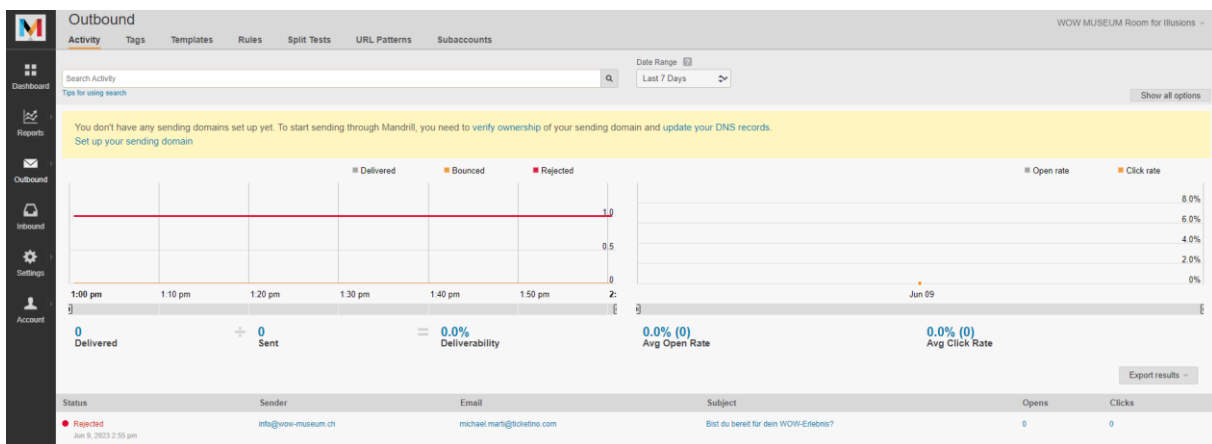 Outbound
WOW MUSEUM Room for Illusions
Activity Tags Templates Rules Split Tests URL Patterns Subaccounts
Dashboard
Reports
Outbound
Inbound
Settings
Account
Date Range ?
Search Activity
Last 7 Days
Tips for using search
Show all options
You don't have any sending domains set up yet. To start sending through Mandrill, you need to verify ownership of your sending domain and update your DNS records.
Set up your sending domain
Delivered Bounced Rejected
1.0
0.5
0
1:00 pm 1:10 pm 1:20 pm 1:30 pm 1:40 pm 1:50 pm 2:
Open rate Click rate
8.0%
6.0%
4.0%
2.0%
0%
Jun 09
0 ÷ 0 = 0.0%
Delivered Sent Deliverability
0.0% (0) 0.0% (0)
Avg Open Rate Avg Click Rate
Export results
Status Sender Email Subject Opens Clicks
Rejected info@wow-museum.ch michael.marti@ticketino.com Bist du bereit für dein WOW-Erlebnis? 0 0
Jun 9, 2023 2:55 pm